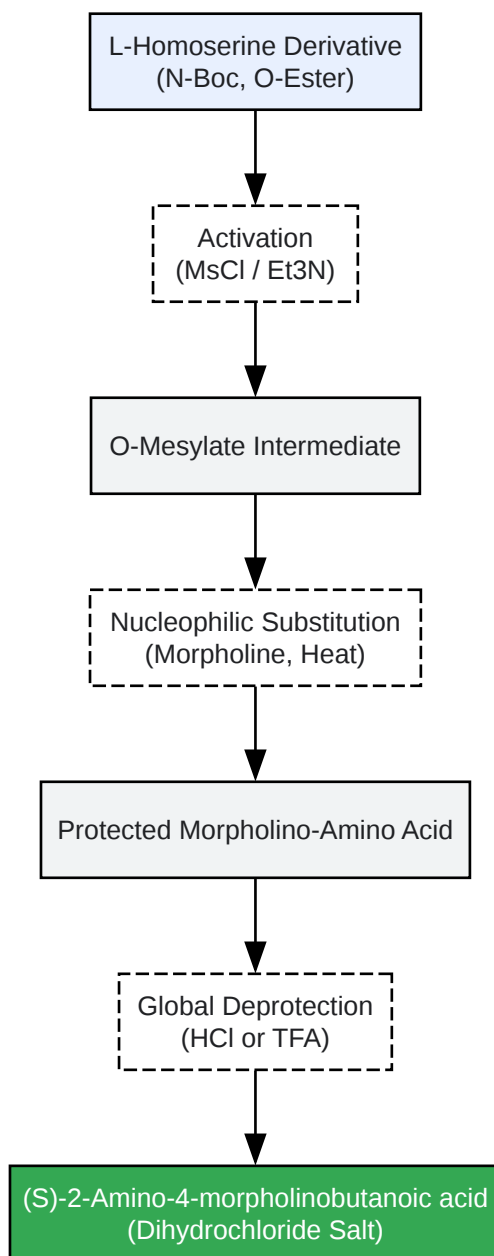 L-Homoserine Derivative
(N-Boc, O-Ester)
Activation
(MsCl / Et3N)
O-Mesylate Intermediate
Nucleophilic Substitution
(Morpholine, Heat)
Protected Morpholino-Amino Acid
Global Deprotection
(HCl or TFA)
(S)-2-Amino-4-morpholinobutanoic acid
(Dihydrochloride Salt)